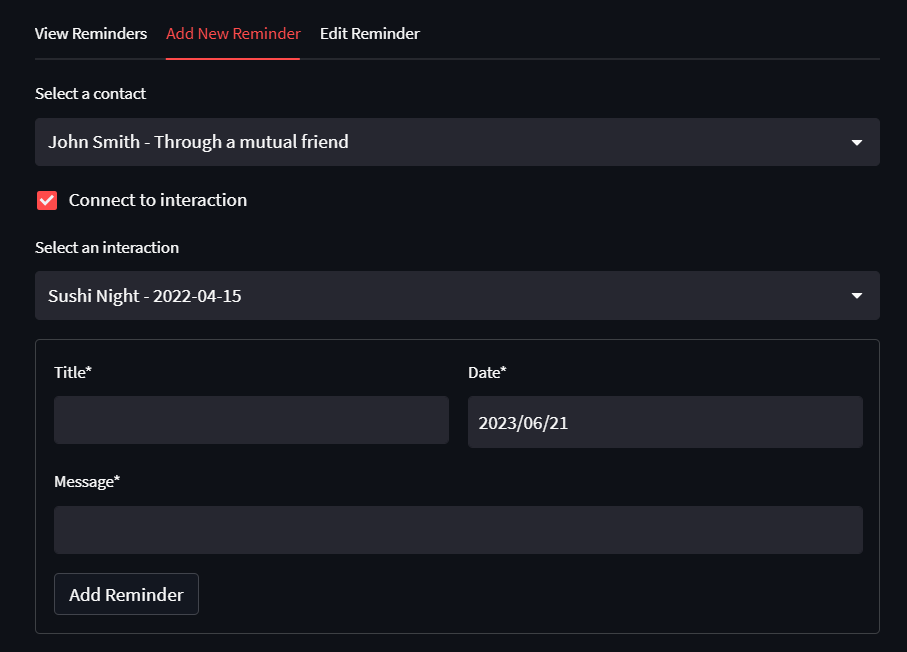 View Reminders Add New Reminder Edit Reminder
Select a contact
John Smith - Through a mutual friend
Connect to interaction
Select an interaction
Sushi Night - 2022-04-15
Title* Date*
2023/06/21
Message*
Add Reminder